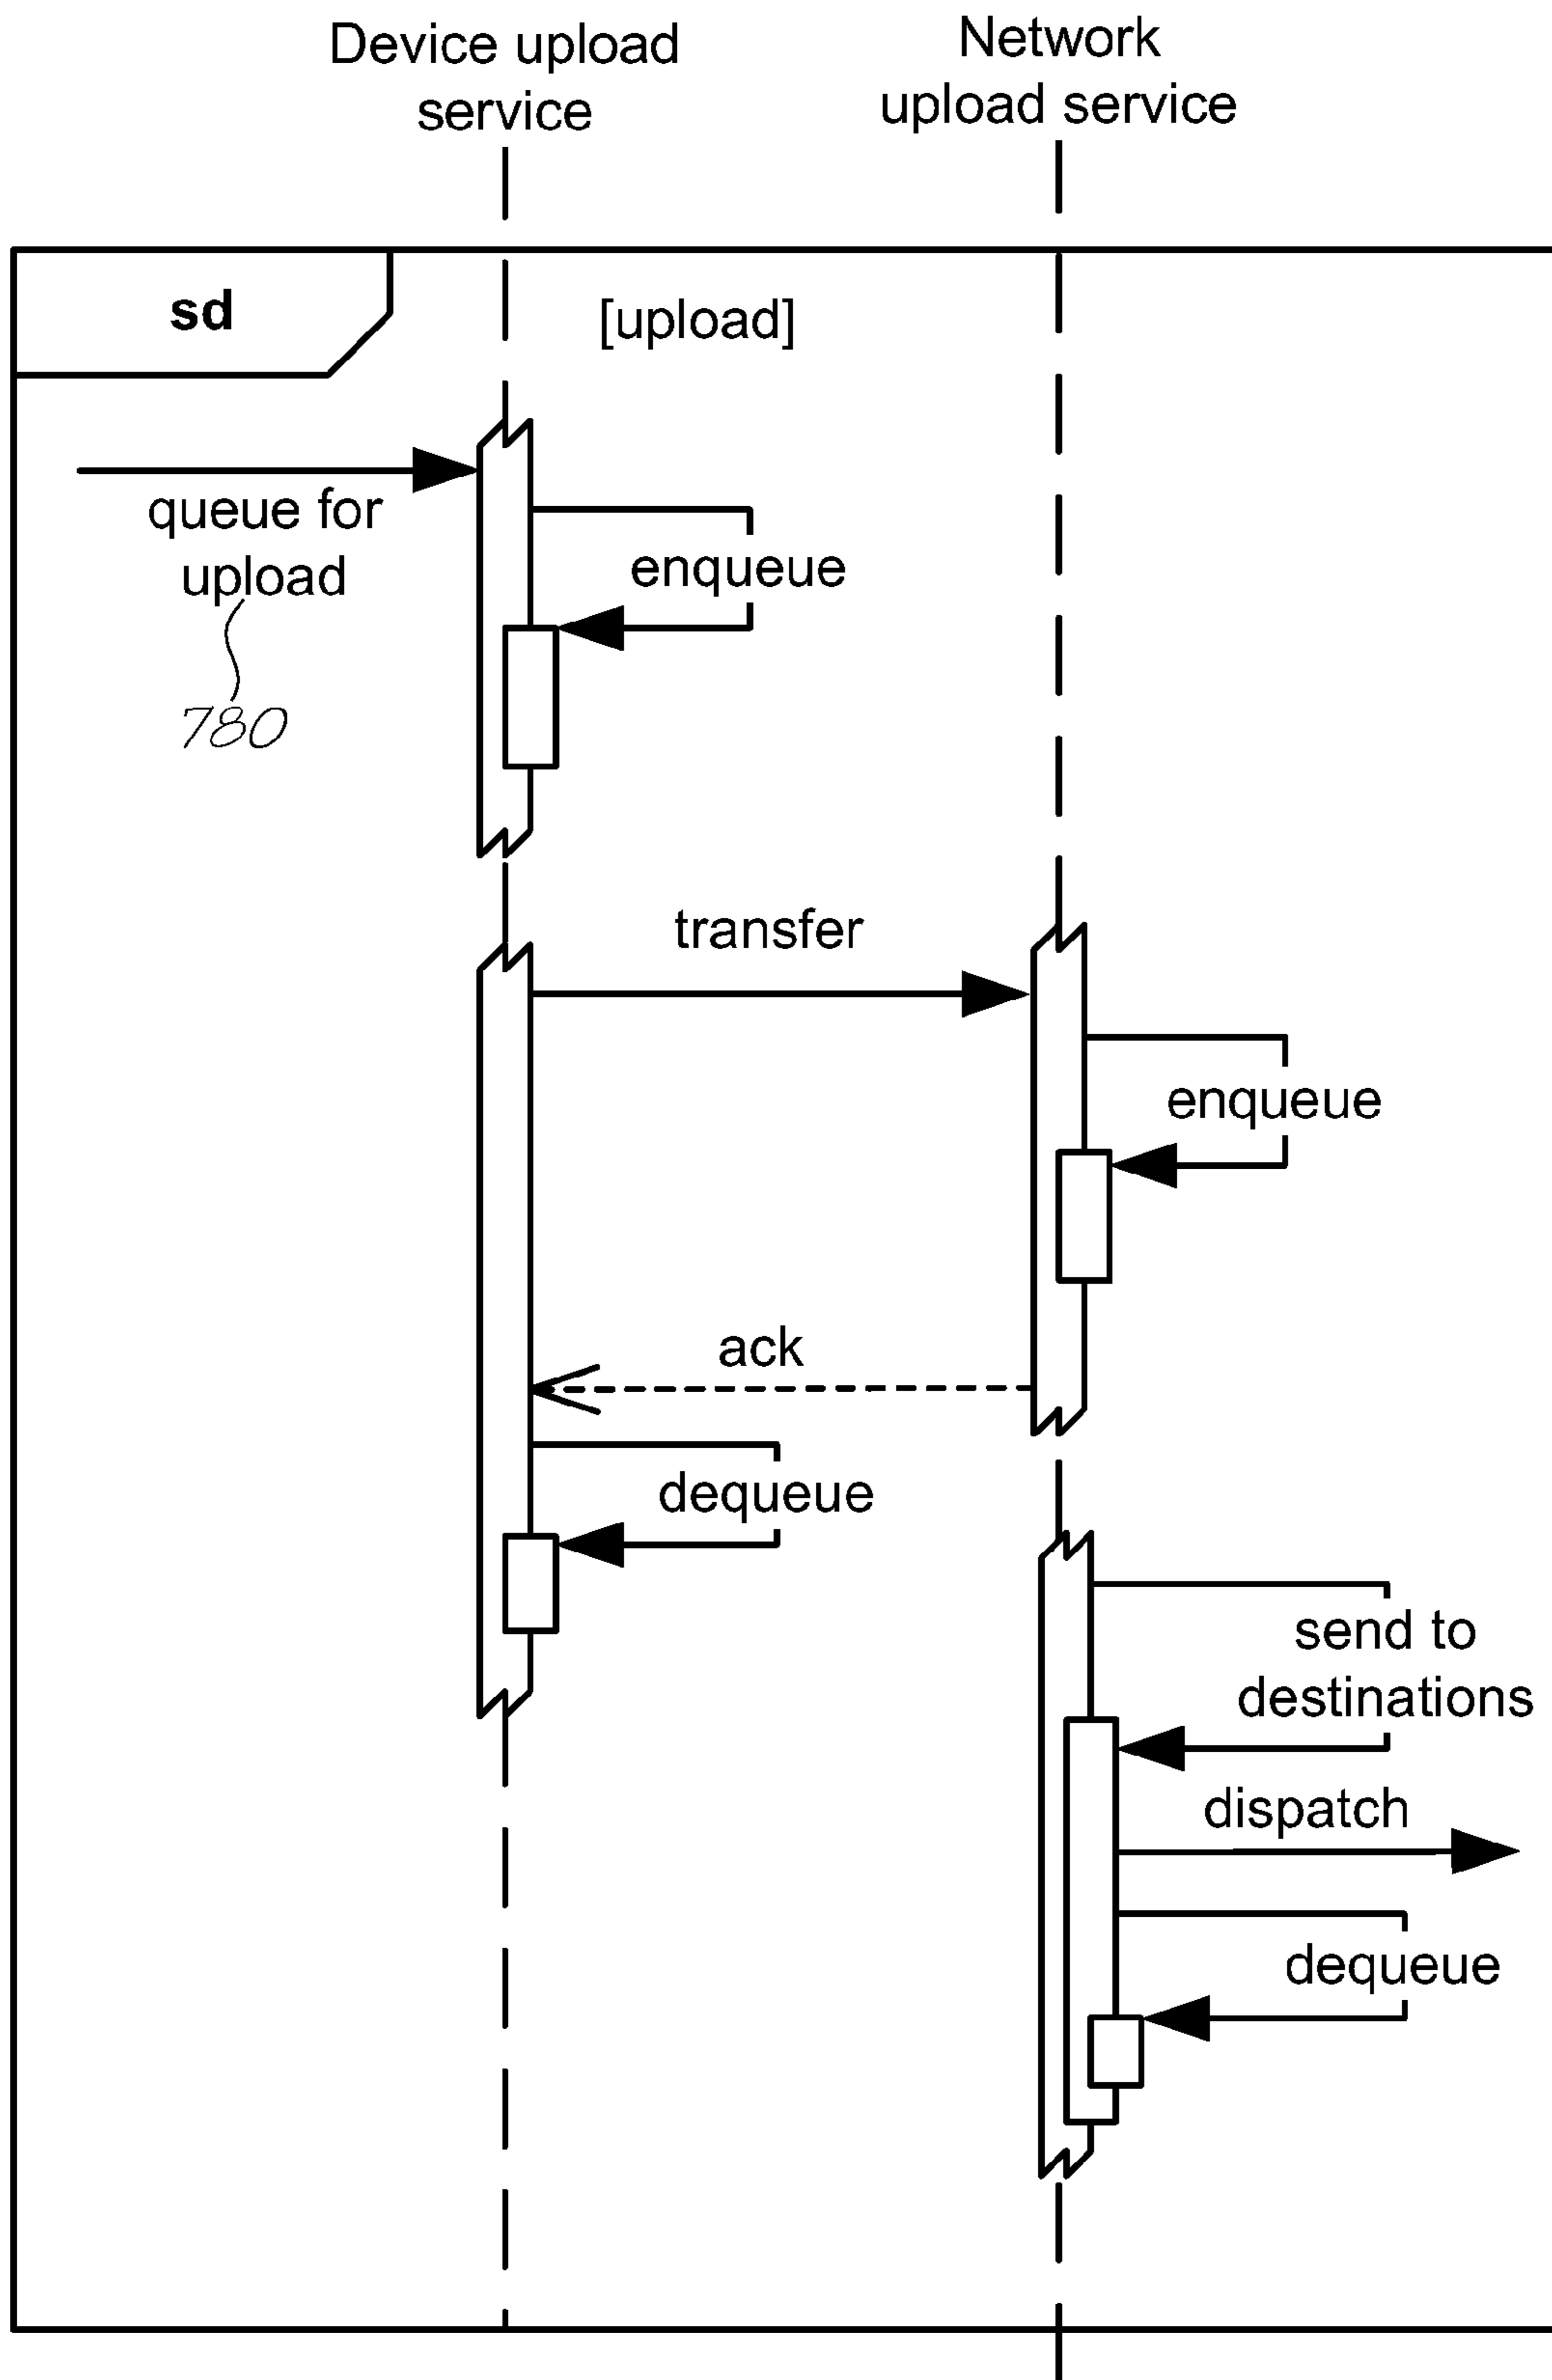 Device upload
service
Network
upload service
sd
[upload]
queue for
upload
780
enqueue
transfer
enqueue
ack
dequeue
send to
destinations
dispatch
dequeue